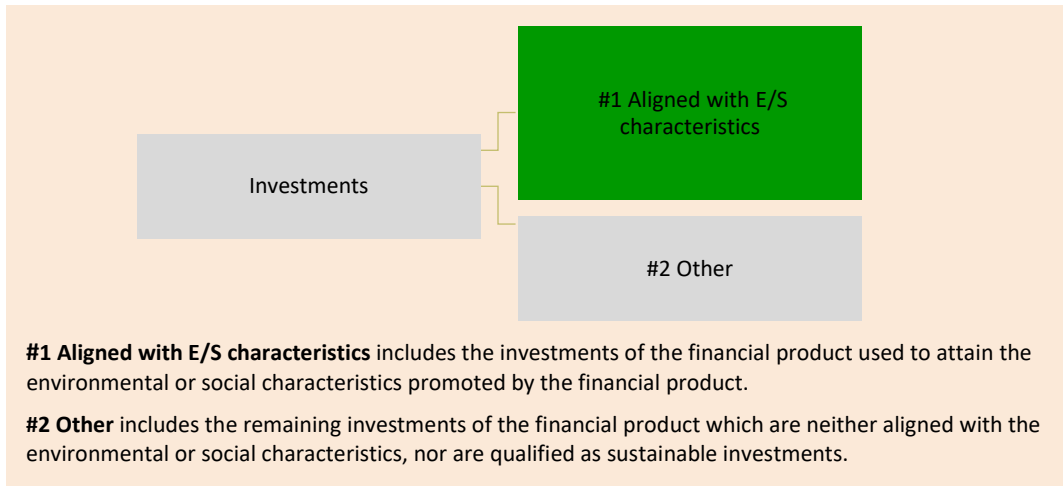 #1 Aligned with E/S
characteristics
Investments
#2 Other
#1 Aligned with E/S characteristics includes the investments of the financial product used to attain the
environmental or social characteristics promoted by the financial product.
#2 Other includes the remaining investments of the financial product which are neither aligned with the
environmental or social characteristics, nor are qualified as sustainable investments.